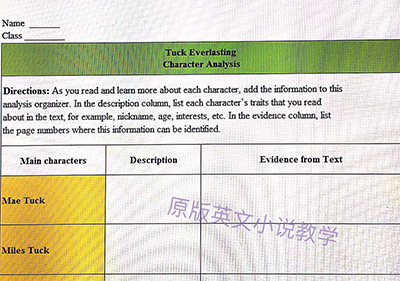 Name ______
Class ________
Tuck Everlasting
Character Analysis
Directions: As you read and learn more about each character, add the information to this
analysis organizer. In the description column, list each character's traits that you read
about in the text, for example, nickname, age, interests, etc. In the evidence column, list
the page numbers where this information can be identified.
Main characters Description Evidence from Text
Mae Tuck
原版英文小说教学
Miles Tuck